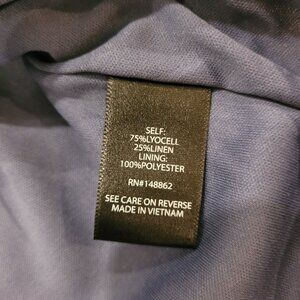 SELF:
75%LYOCELL
25%LINEN
LINING:
100%POLYESTER
RN#148862
SEE CARE ON REVERSE
MADE IN VIETNAM